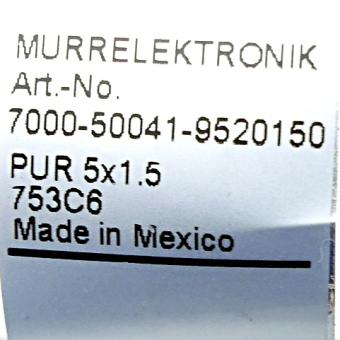 MURRELEKTRONIK
Art.-No.
7000-50041-9520150
PUR 5x1.5
753C6
Made in Mexico